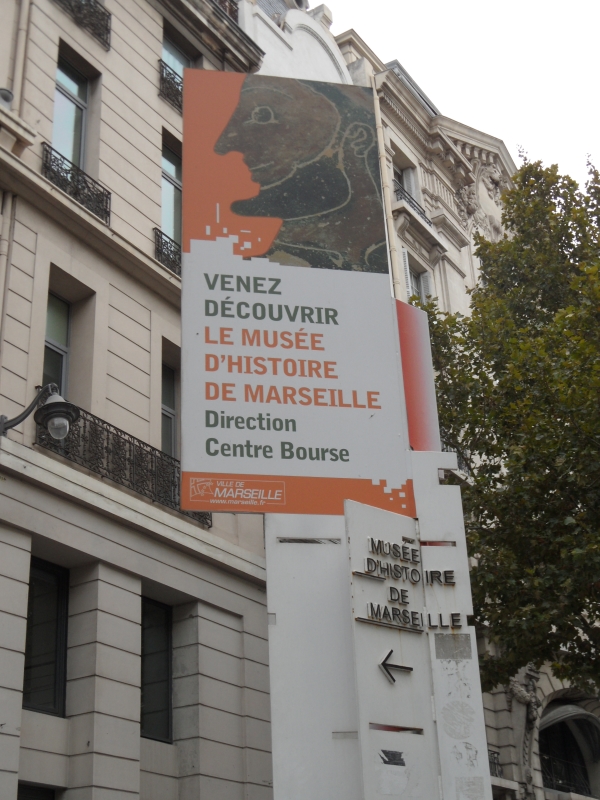 VENEZ
DÉCOUVRIR
LE MUSÉE
D'HISTOIRE
DE MARSEILLE
Direction
Centre Bourse
VILLE DE
MARSEILLE
www.marseille.fr
MUSÉE
D'HISTOIRE
DE
MARSEILLE